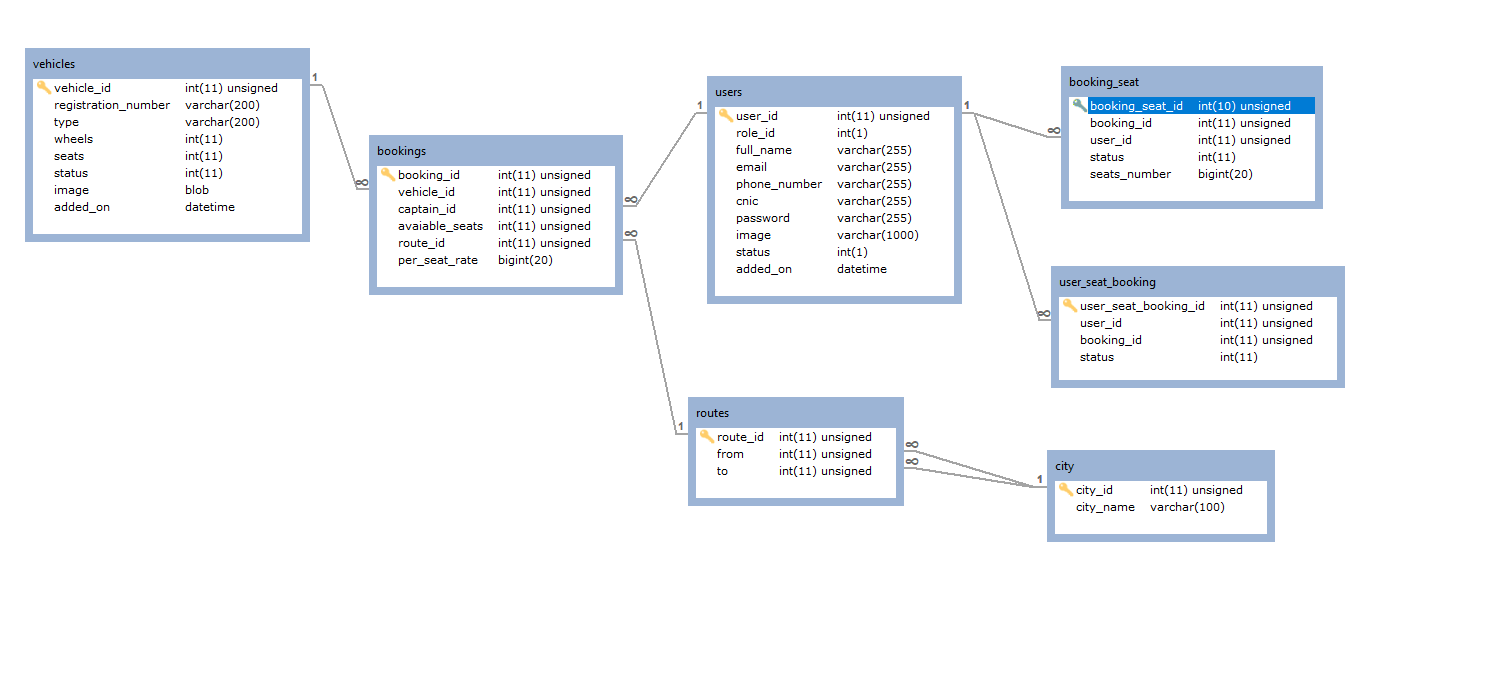 vehicles
vehicle_id int(11) unsigned
registration_number varchar(200)
type varchar(200)
wheels int(11)
seats int(11)
status int(11)
image blob
added_on datetime
1
8
bookings
booking_id int(11) unsigned
vehicle_id int(11) unsigned
captain_id int(11) unsigned
avaiable_seats int(11) unsigned
route_id int(11) unsigned
per_seat_rate bigint(20)
8
8
1
users
user_id int(11) unsigned
role_id int(1)
full_name varchar(255)
email varchar(255)
phone_number varchar(255)
cnic varchar(255)
password varchar(255)
image varchar(1000)
status int(1)
added_on datetime
1
8
booking_seat
booking_seat_id int(10) unsigned
booking_id int(11) unsigned
user_id int(11) unsigned
status int(11)
seats_number bigint(20)
8
user_seat_booking
user_seat_booking_id int(11) unsigned
user_id int(11) unsigned
booking_id int(11) unsigned
status int(11)
1
routes
route_id int(11) unsigned
from int(11) unsigned
to int(11) unsigned
8
8
1
city
city_id int(11) unsigned
city_name varchar(100)